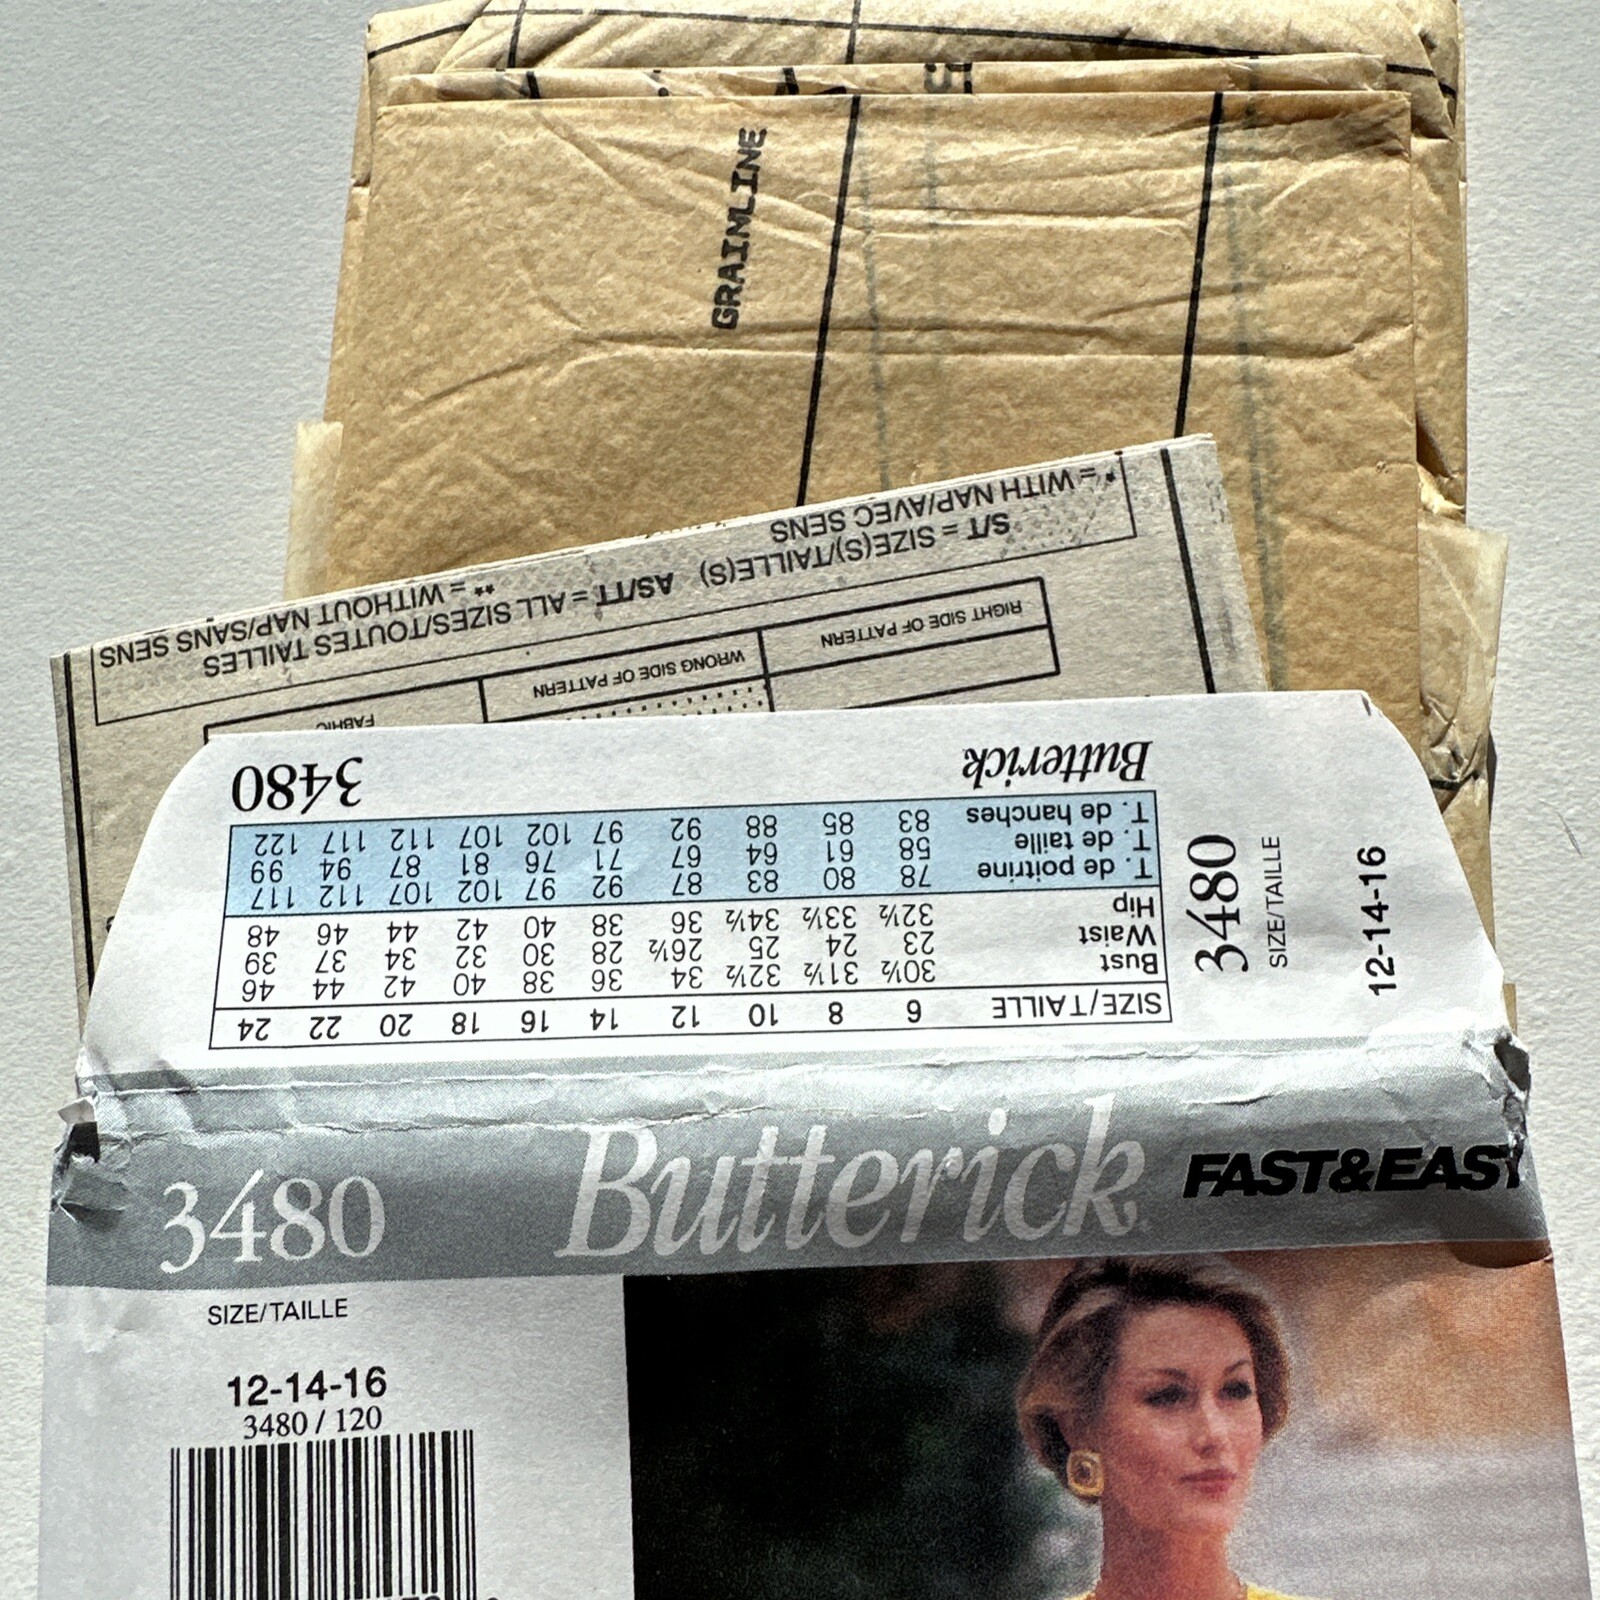 GRAINLINE
* = WITH NAP/AVEC SENS
S/T = SIZE(S)/TAILLE(S) AS/TT = ALL SIZES/TOUTES TAILLES
** = WITHOUT NAP/SANS SENS
RIGHT SIDE OF PATTERN
WRONG SIDE OF PATTERN
FABRIC
SIZE/TAILLE 6 8 10 12 14 16 18 20 22 24
Bust 30½ 31½ 32½ 34 36 38 40 42 44 46
Waist 23 24 25 26½ 28 30 32 34 37 39
Hip 32½ 33½ 34½ 36 38 40 42 44 46 48
T. de poitrine 78 80 83 87 92 97 102 107 112 117
T. de taille 58 61 64 67 71 76 81 87 94 99
T. de hanches 83 85 88 92 97 102 107 112 117 122
Butterick 3480
3480
SIZE/TAILLE
12-14-16
3480 Butterick FAST&EASY
SIZE/TAILLE
12-14-16
3480 / 120